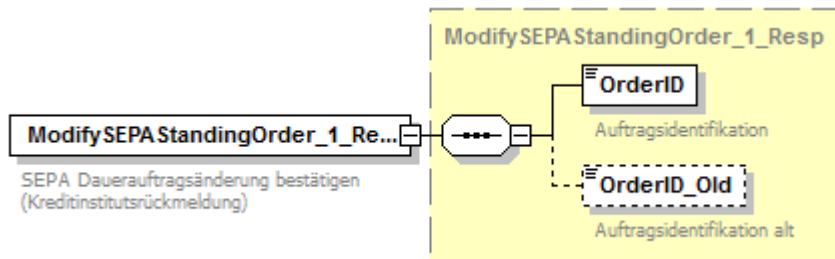 ModifySEPAStandingOrder_1_Resp
OrderID
Auftragsidentifikation
ModifySEPAStandingOrder_1_Re...
SEPA Dauerauftragsänderung bestätigen
(Kreditinstitutsrückmeldung)
OrderID_Old
Auftragsidentifikation alt